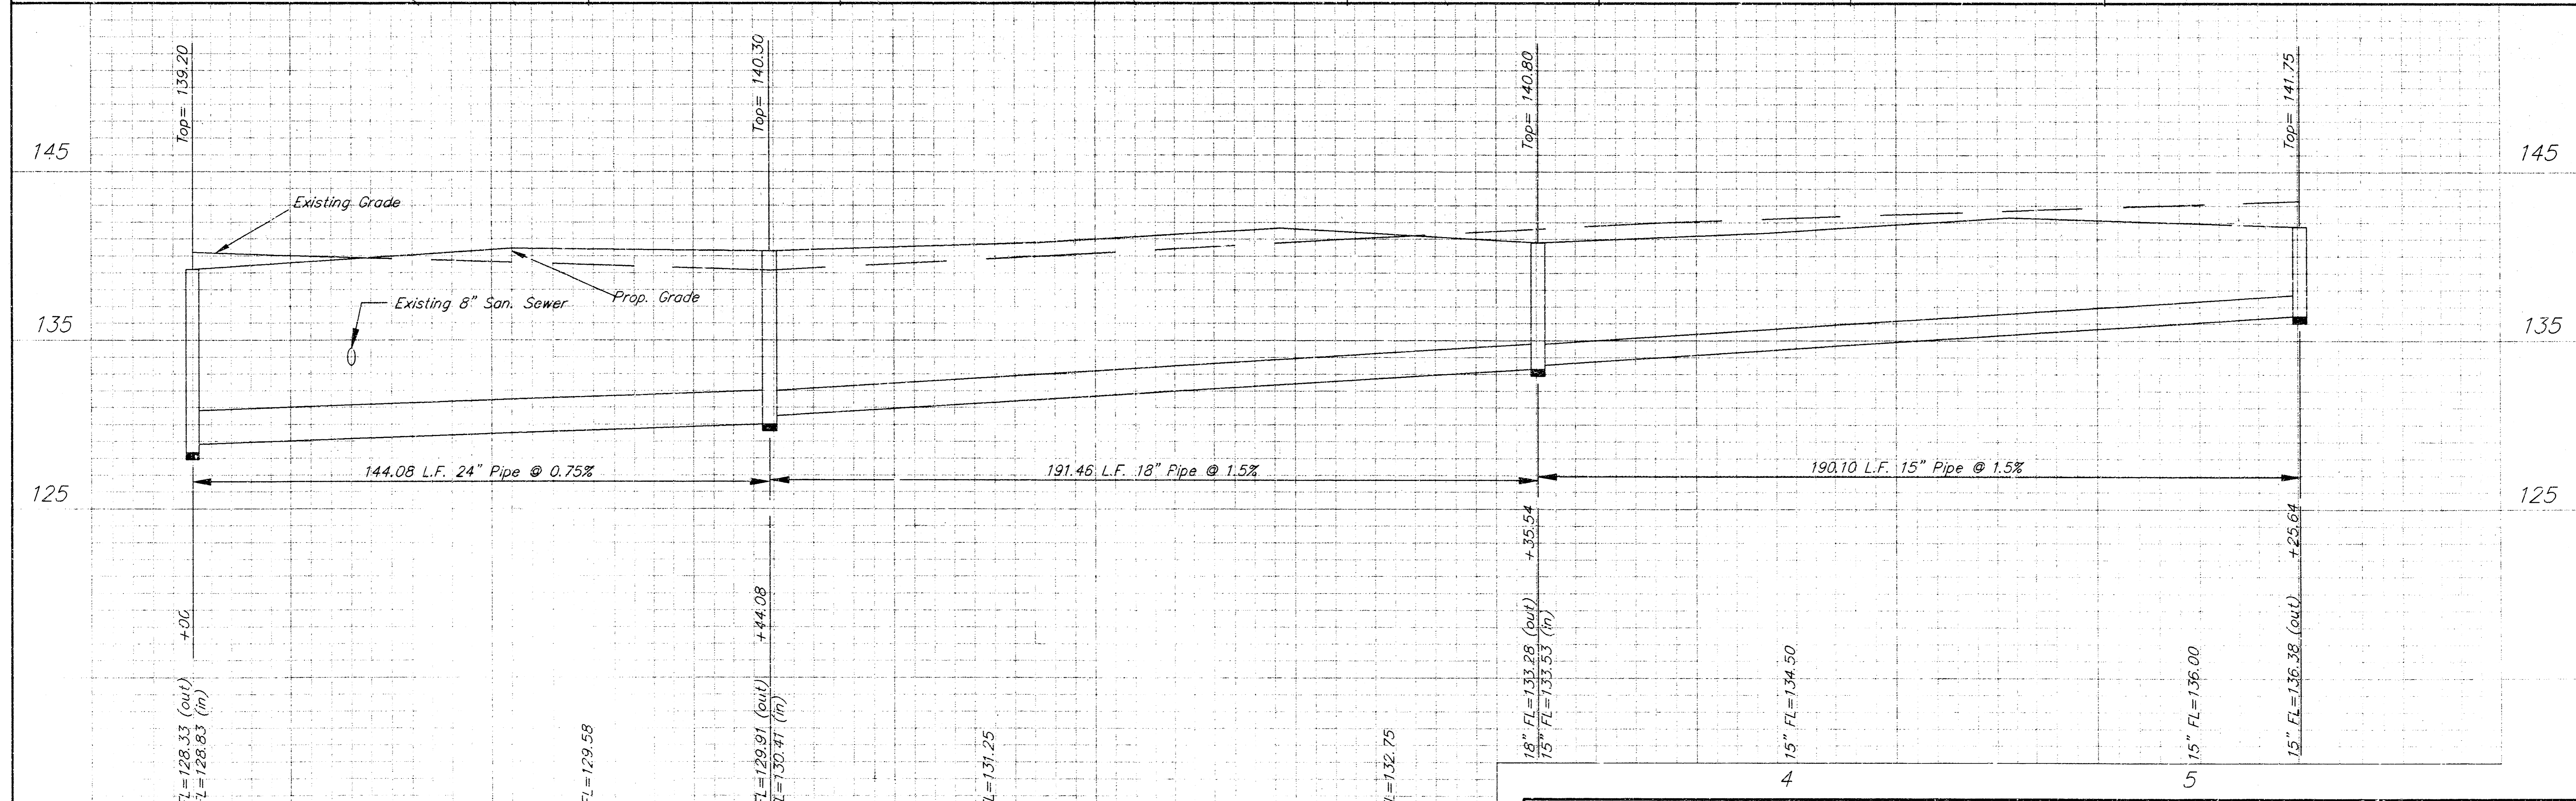 Top= 139.20
Top= 140.30
Top= 140.80
Top= 141.75
145
145
Existing Grade
Existing 8" San. Sewer
Prop. Grade
135
135
144.08 L.F. 24" Pipe @ 0.75%
191.46 L.F. 18" Pipe @ 1.5%
190.10 L.F. 15" Pipe @ 1.5%
125
125
+00
+44.08
+35.54
+25.64
FL=128.33 (out)
FL=128.83 (in)
FL=129.58
FL=129.91 (out)
FL=130.41 (in)
FL=131.25
FL=132.75
18" FL=133.28 (out)
15" FL=133.53 (in)
15" FL=134.50
15" FL=136.00
15" FL=136.38 (out)
4
5